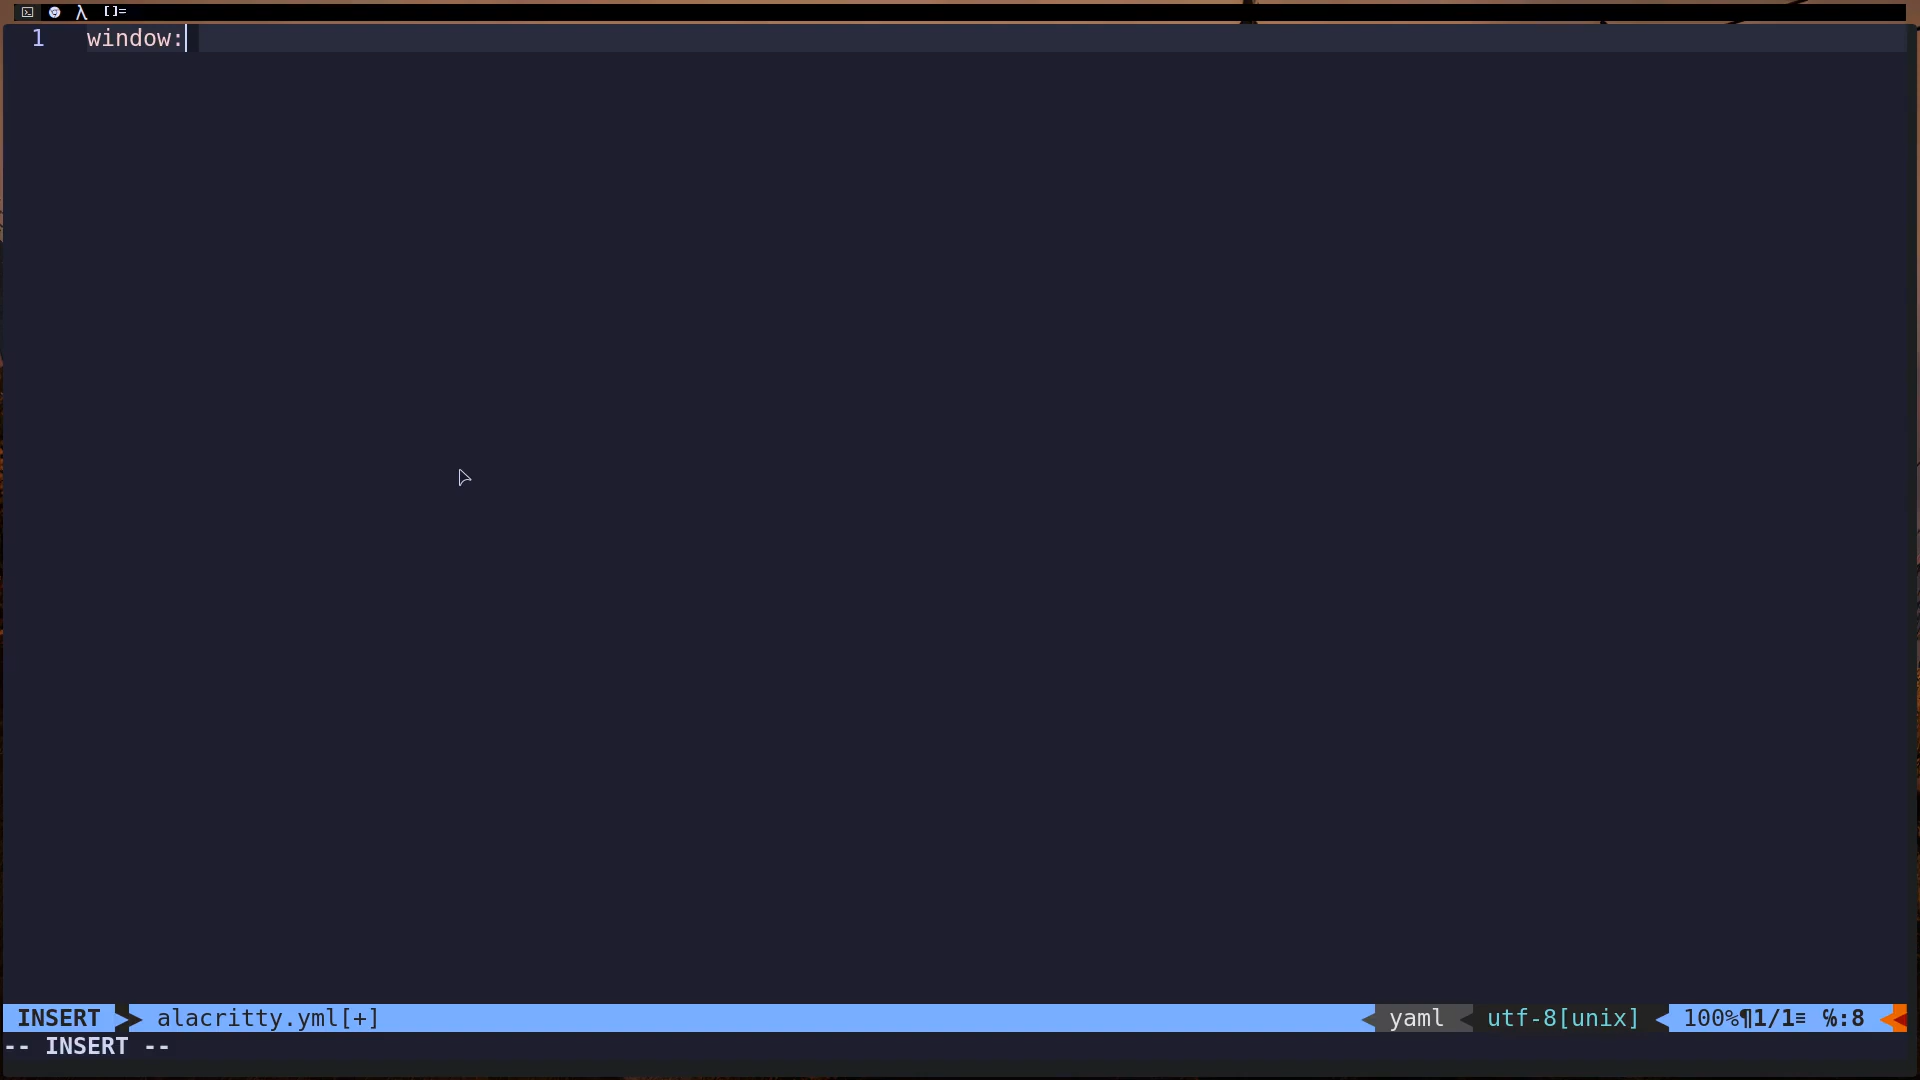 λ []=
1 window:
INSERT alacritty.yml[+] yaml utf-8[unix] 100%¶1/1≡ ℅:8
-- INSERT --